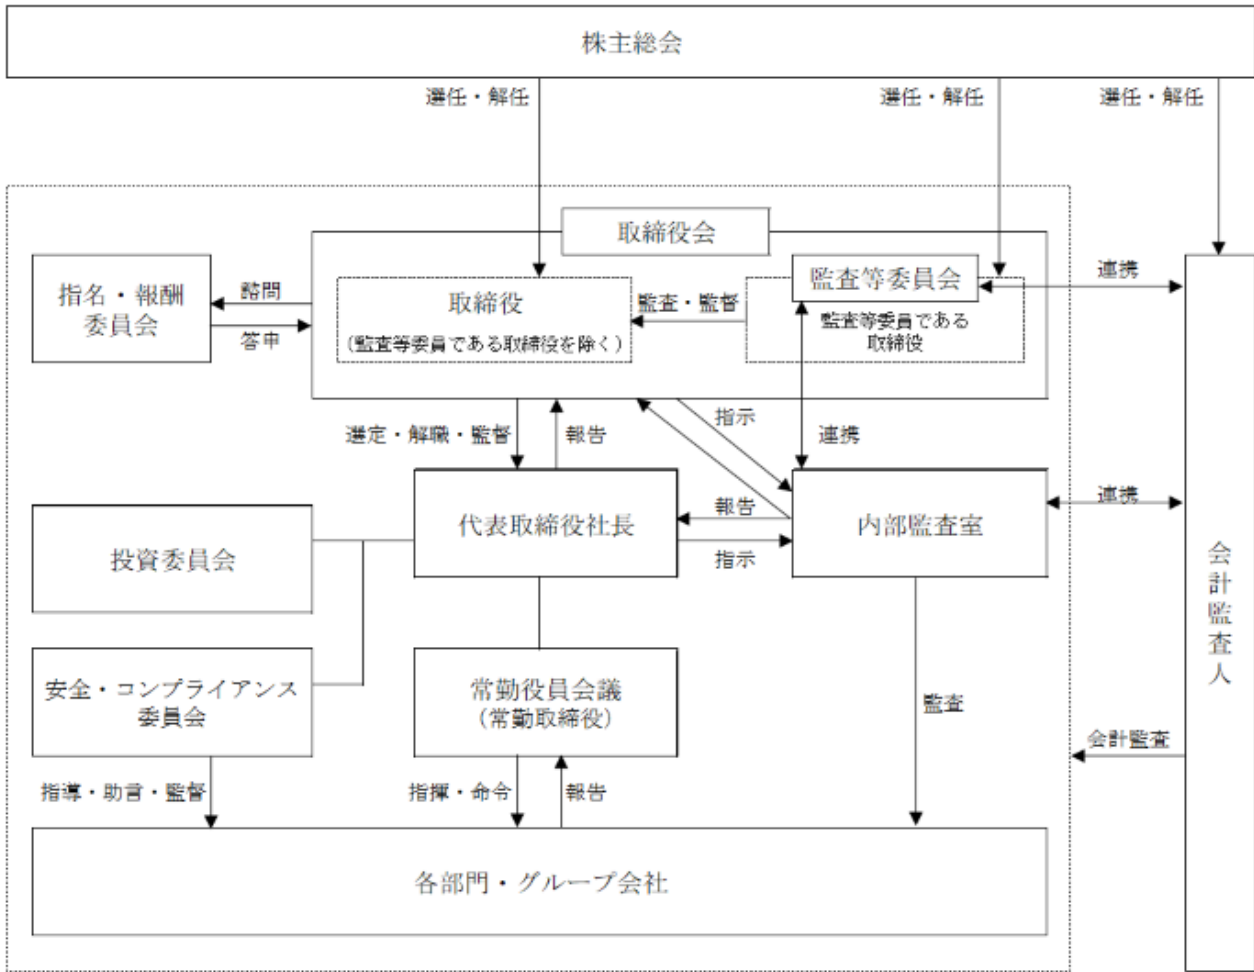 株主総会
選任・解任
選任・解任
選任・解任
取締役会
指名・報酬
委員会
諮問
答申
取締役
（監査等委員である取締役を除く）
監査・監督
監査等委員会
監査等委員である
取締役
連携
選定・解職・監督
報告
指示
連携
代表取締役社長
報告
指示
内部監査室
連携
投資委員会
会計監査人
安全・コンプライアンス
委員会
常勤役員会議
（常勤取締役）
監査
会計監査
指導・助言・監督
指揮・命令
報告
各部門・グループ会社